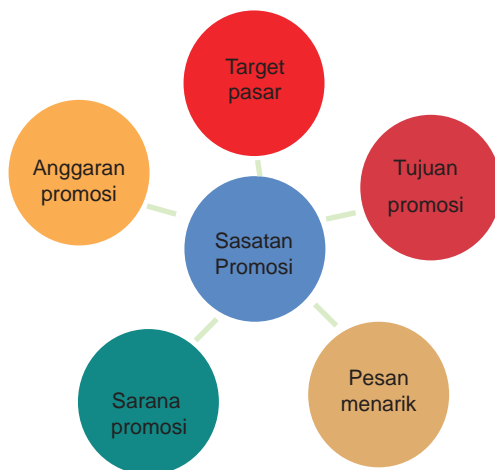 Target
pasar
Anggaran
promosi
Tujuan
promosi
Sasatan
Promosi
Sarana
promosi
Pesan
menarik